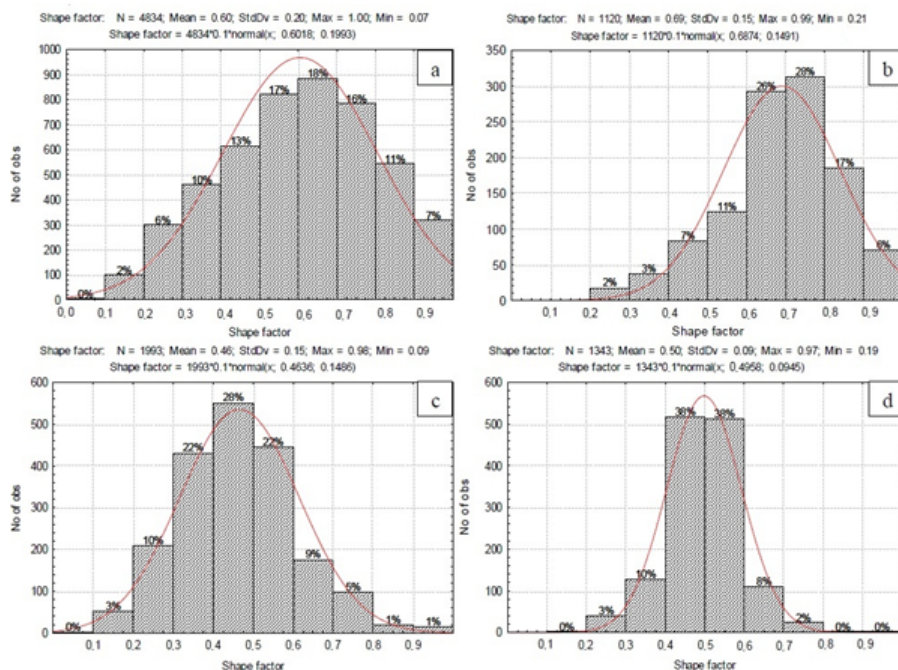 Shape factor: N = 4834; Mean = 0.60; StdDv = 0.20; Max = 1.00; Min = 0.07
Shape factor = 4834*0.1*normal(x; 0.6018; 0.1993)
a
No of obs
1000
900
800
700
600
500
400
300
200
100
0
0% 2% 6% 10% 13% 17% 18% 16% 11% 7%
0,0 0,1 0,2 0,3 0,4 0,5 0,6 0,7 0,8 0,9
Shape factor
Shape factor: N = 1120; Mean = 0.69; StdDv = 0.15; Max = 0.99; Min = 0.21
Shape factor = 1120*0.1*normal(x; 0.6874; 0.1491)
b
No of obs
350
300
250
200
150
100
50
0
2% 3% 7% 11% 26% 28% 17% 6%
0,1 0,2 0,3 0,4 0,5 0,6 0,7 0,8 0,9
Shape factor
Shape factor: N = 1993; Mean = 0.46; StdDv = 0.15; Max = 0.98; Min = 0.09
Shape factor = 1993*0.1*normal(x; 0.4636; 0.1486)
c
No of obs
600
500
400
300
200
100
0
0% 3% 10% 22% 28% 22% 9% 5% 1% 1%
0,1 0,2 0,3 0,4 0,5 0,6 0,7 0,8 0,9
Shape factor
Shape factor: N = 1343; Mean = 0.50; StdDv = 0.09; Max = 0.97; Min = 0.19
Shape factor = 1343*0.1*normal(x; 0.4958; 0.0945)
d
No of obs
600
500
400
300
200
100
0
0% 3% 10% 38% 38% 8% 2% 0% 0%
0,1 0,2 0,3 0,4 0,5 0,6 0,7 0,8 0,9
Shape factor